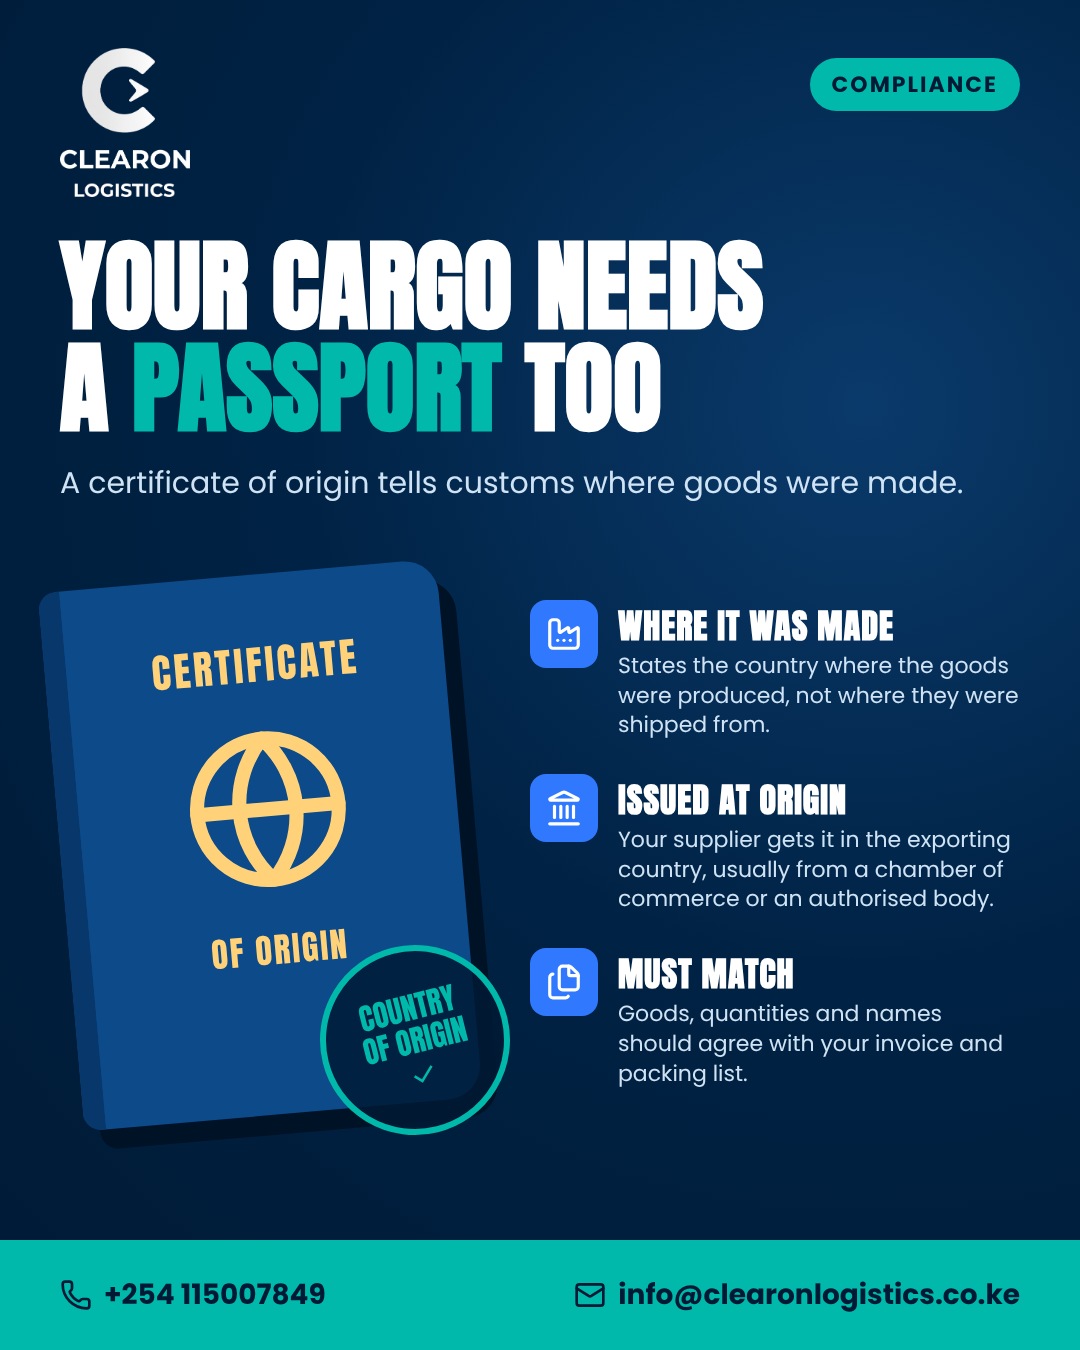 CLEARON
LOGISTICS
COMPLIANCE
YOUR CARGO NEEDS
A PASSPORT TOO
A certificate of origin tells customs where goods were made.
CERTIFICATE
OF ORIGIN
COUNTRY
OF ORIGIN
WHERE IT WAS MADE
States the country where the goods
were produced, not where they were
shipped from.
ISSUED AT ORIGIN
Your supplier gets it in the exporting
country, usually from a chamber of
commerce or an authorised body.
MUST MATCH
Goods, quantities and names
should agree with your invoice and
packing list.
+254 115007849
info@clearonlogistics.co.ke